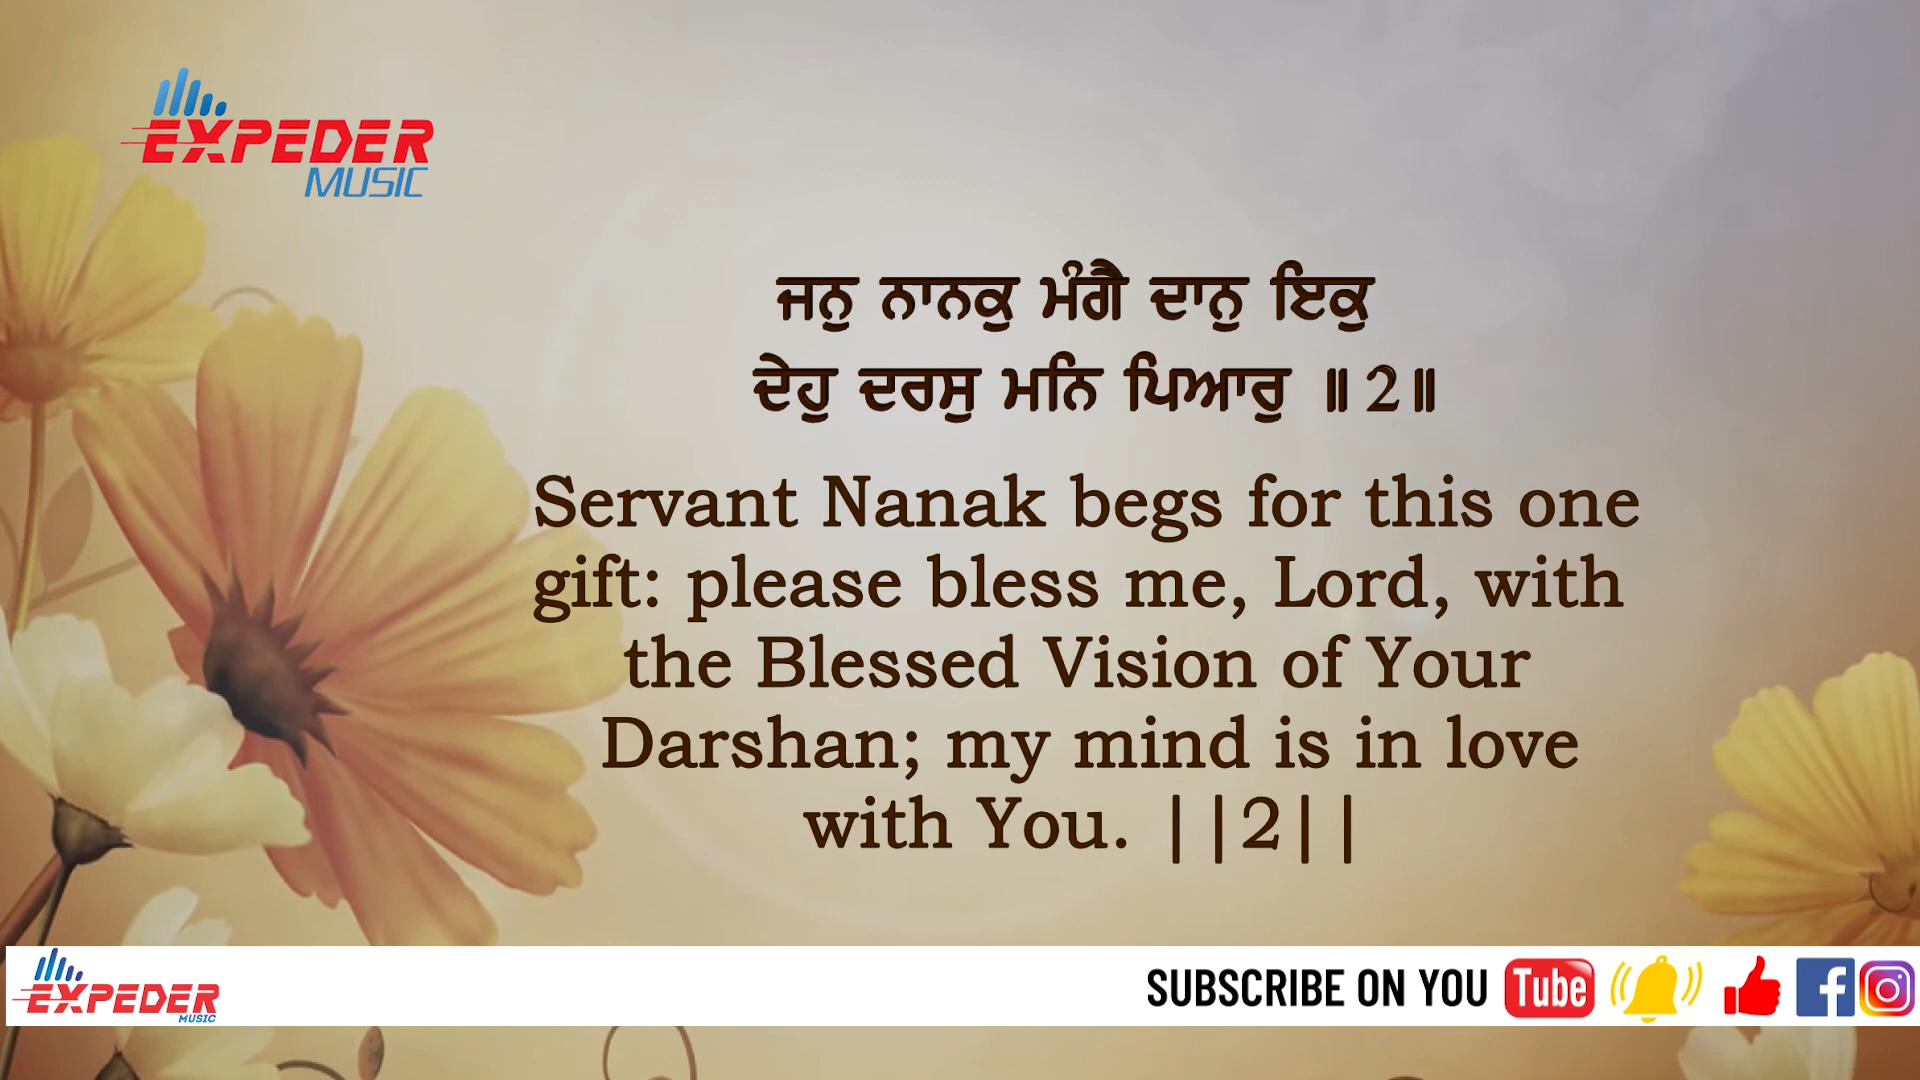 EXPEDER
MUSIC
ਜਨੁ ਨਾਨਕੁ ਮੰਗੈ ਦਾਨੁ ਇਕੁ
ਦੇਹੁ ਦਰਸੁ ਮਨਿ ਪਿਆਰੁ ॥2॥
Servant Nanak begs for this one
gift: please bless me, Lord, with
the Blessed Vision of Your
Darshan; my mind is in love
with You. ||2||
EXPEDER
MUSIC
SUBSCRIBE ON YOU Tube